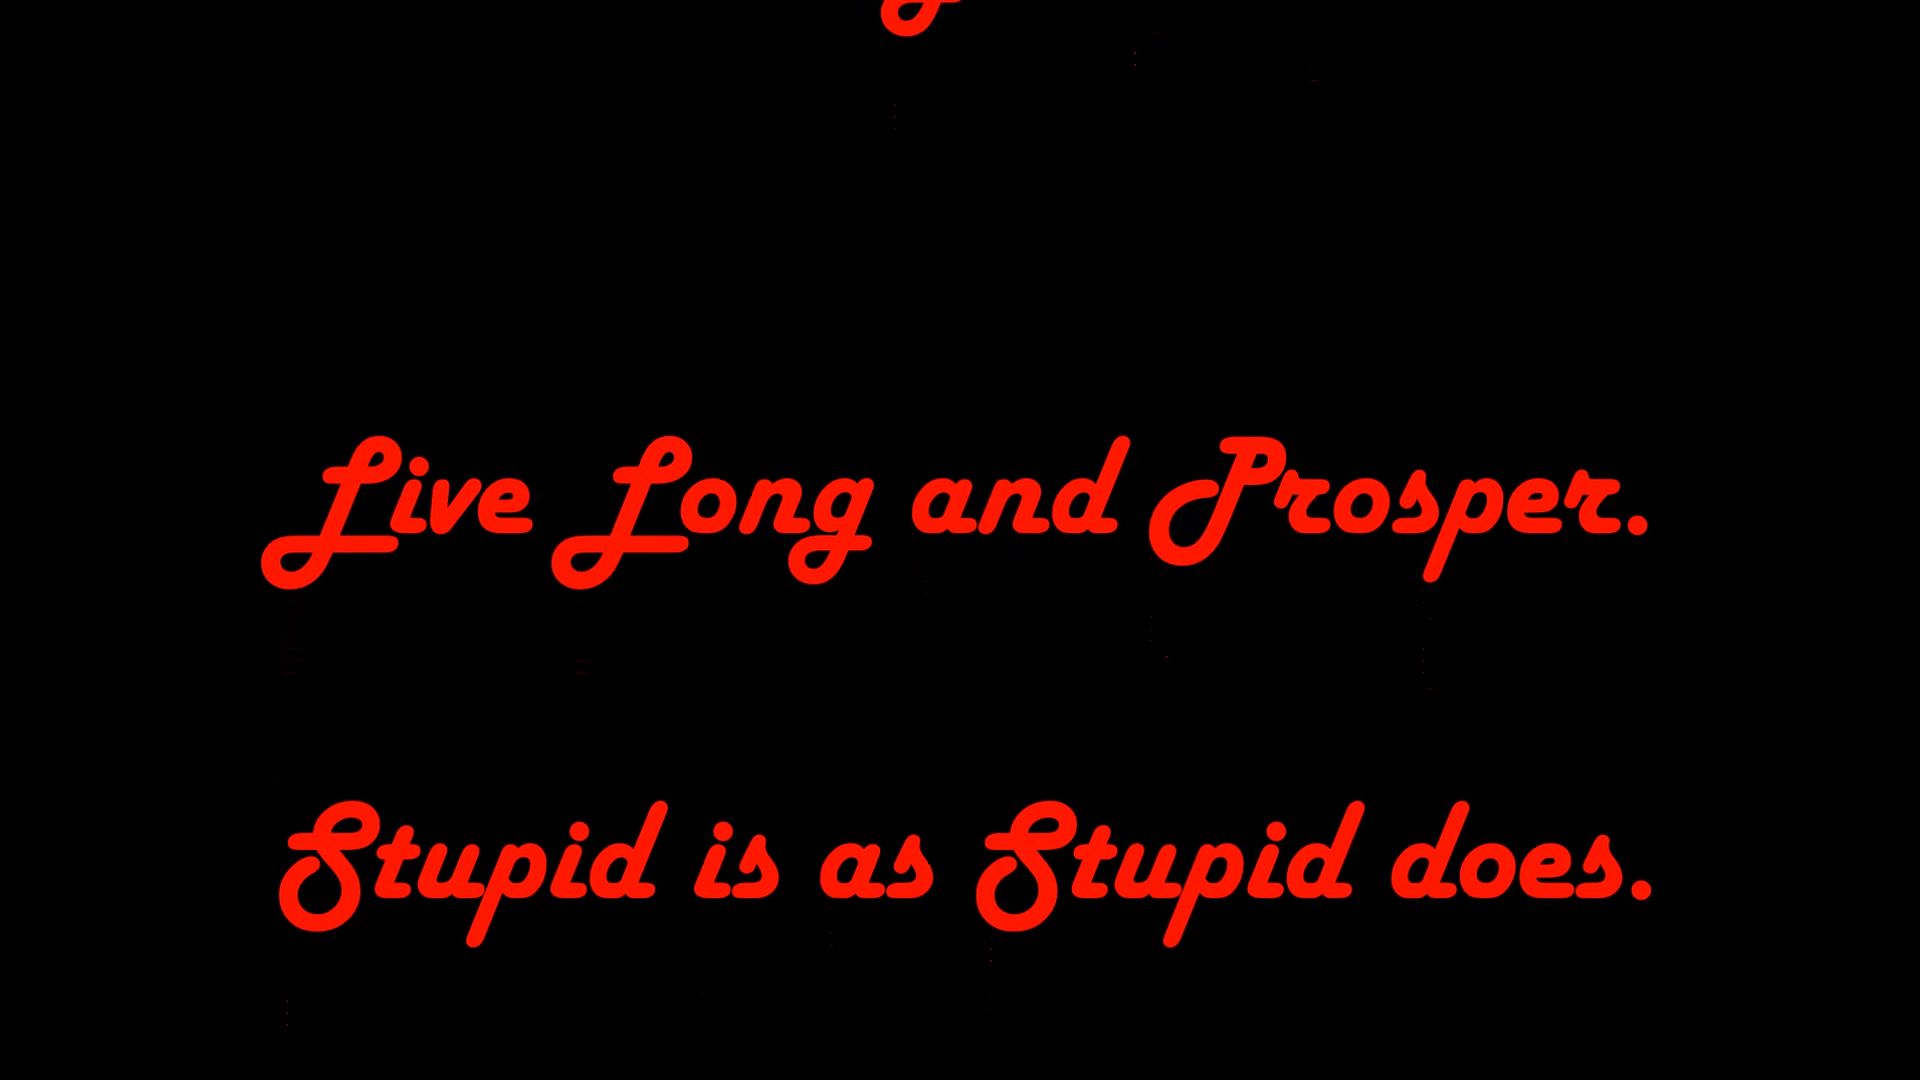 Live Long and Prosper.
Stupid is as Stupid does.